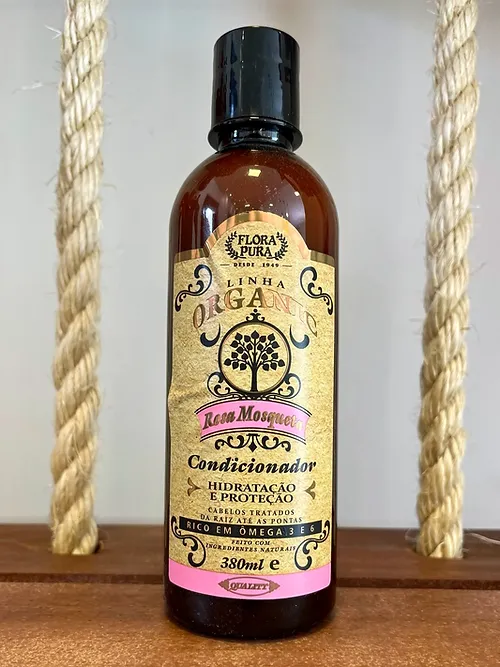 FLORA
PURA
DESDE 1949
LINHA
ORGANIC
Rosa Mosqueta
Condicionador
HIDRATAÇÃO
E PROTEÇÃO
CABELOS TRATADOS
DA RAIZ ATÉ AS PONTAS
RICO EM ÔMEGA 3 E 6
FEITO COM
INGREDIENTES NATURAIS
380ml e
QUALITY